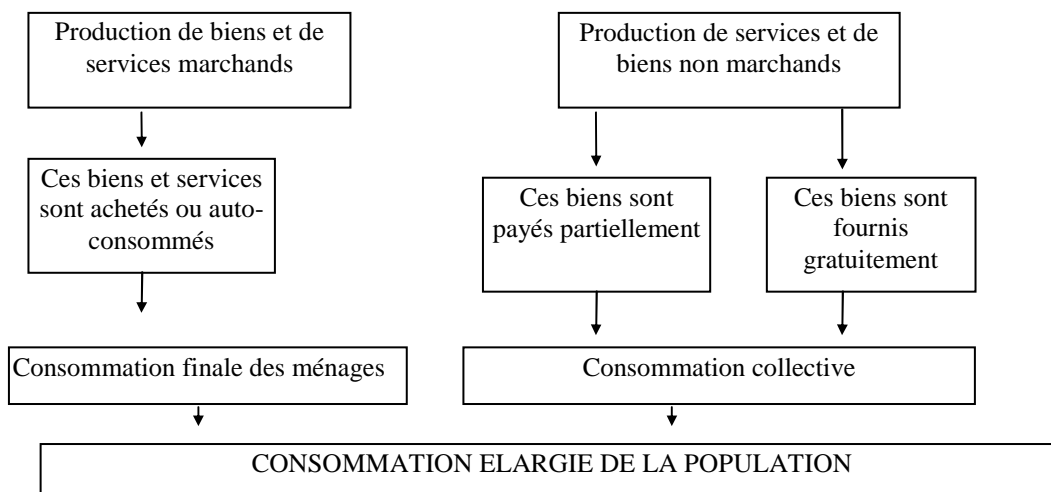 Production de biens et de
services marchands
Production de services et de
biens non marchands
Ces biens et services
sont achetés ou auto-
consommés
Ces biens sont
payés partiellement
Ces biens sont
fournis
gratuitement
Consommation finale des ménages
Consommation collective
CONSOMMATION ELARGIE DE LA POPULATION